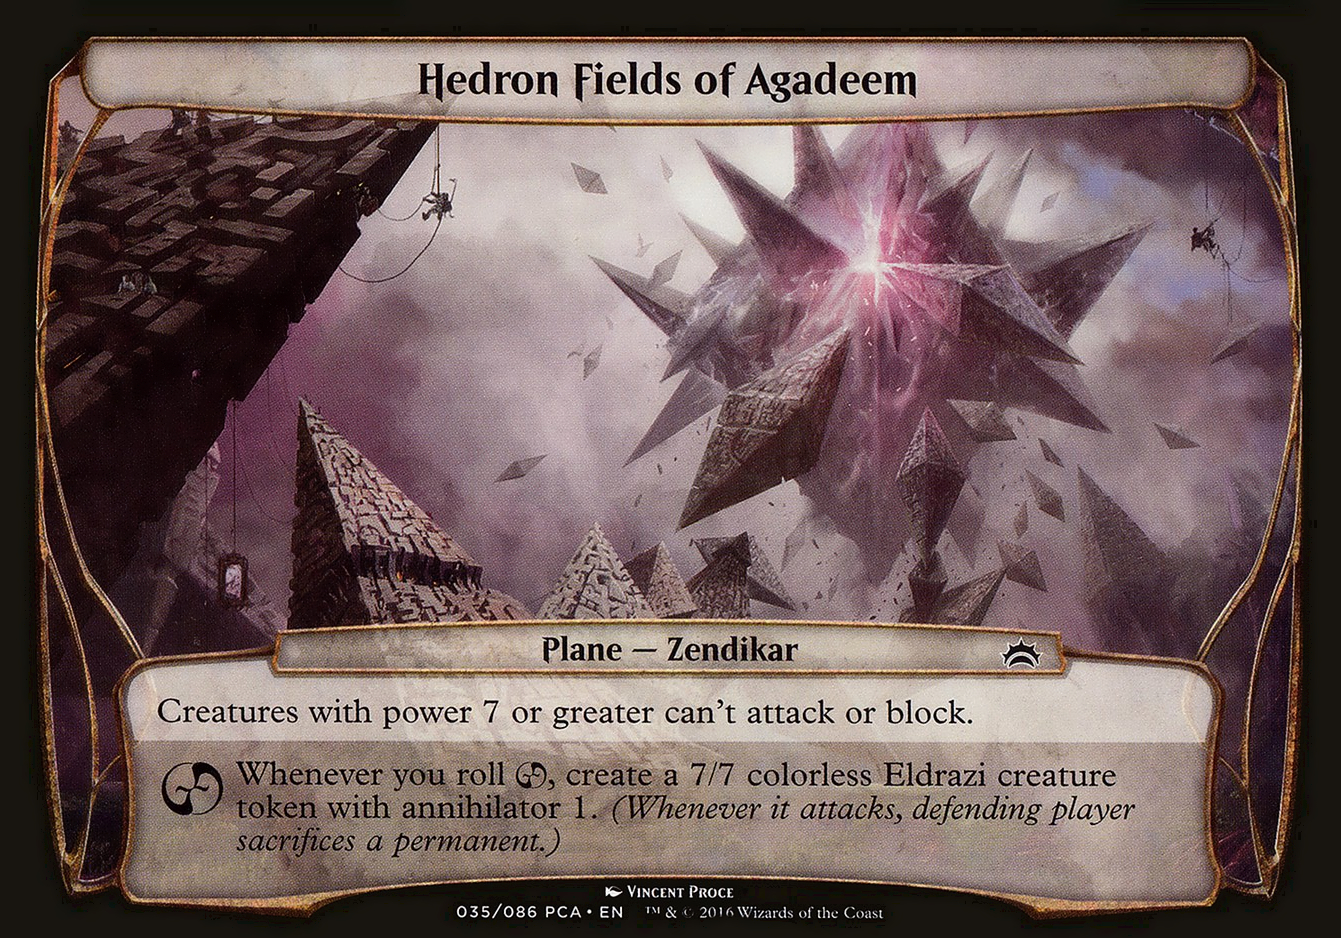 Hedron Fields of Agadeem
Plane — Zendikar
Creatures with power 7 or greater can't attack or block.
Whenever you roll , create a 7/7 colorless Eldrazi creature
token with annihilator 1. (Whenever it attacks, defending player
sacrifices a permanent.)
Vincent Proce
035/086 PCA • EN ™ & © 2016 Wizards of the Coast